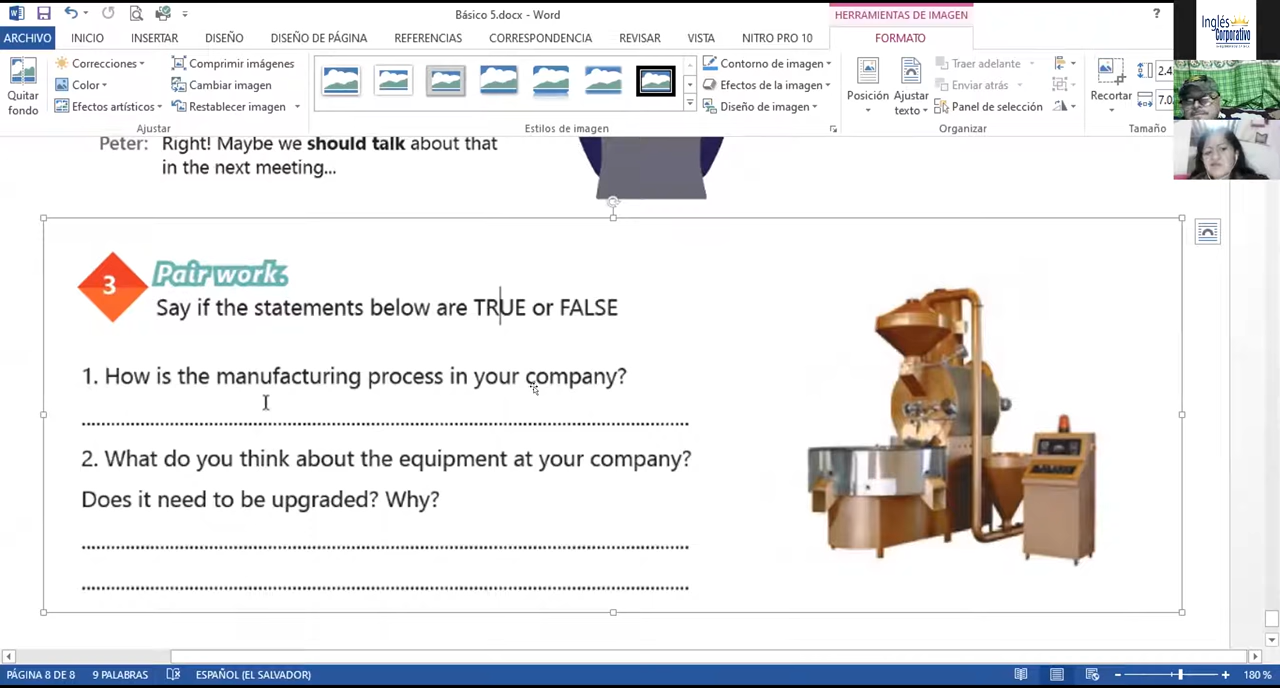 Básico 5.docx - Word
HERRAMIENTAS DE IMAGEN
?
ARCHIVO INICIO INSERTAR DISEÑO DISEÑO DE PÁGINA REFERENCIAS CORRESPONDENCIA REVISAR VISTA NITRO PRO 10 FORMATO
Inglés
Corporativo
Correcciones
Color
Efectos artísticos
Quitar
fondo
Comprimir imágenes
Cambiar imagen
Restablecer imagen
Ajustar
Estilos de imagen
Contorno de imagen
Efectos de la imagen
Diseño de imagen
Posición
Ajustar
texto
Traer adelante
Enviar atrás
Panel de selección
Organizar
Recortar
2.4
7.0
Tamaño
Peter: Right! Maybe we should talk about that
in the next meeting...
3
Pair work.
Say if the statements below are TRUE or FALSE
1. How is the manufacturing process in your company?
2. What do you think about the equipment at your company?
Does it need to be upgraded? Why?
PÁGINA 8 DE 8 9 PALABRAS ESPAÑOL (EL SALVADOR) 180 %